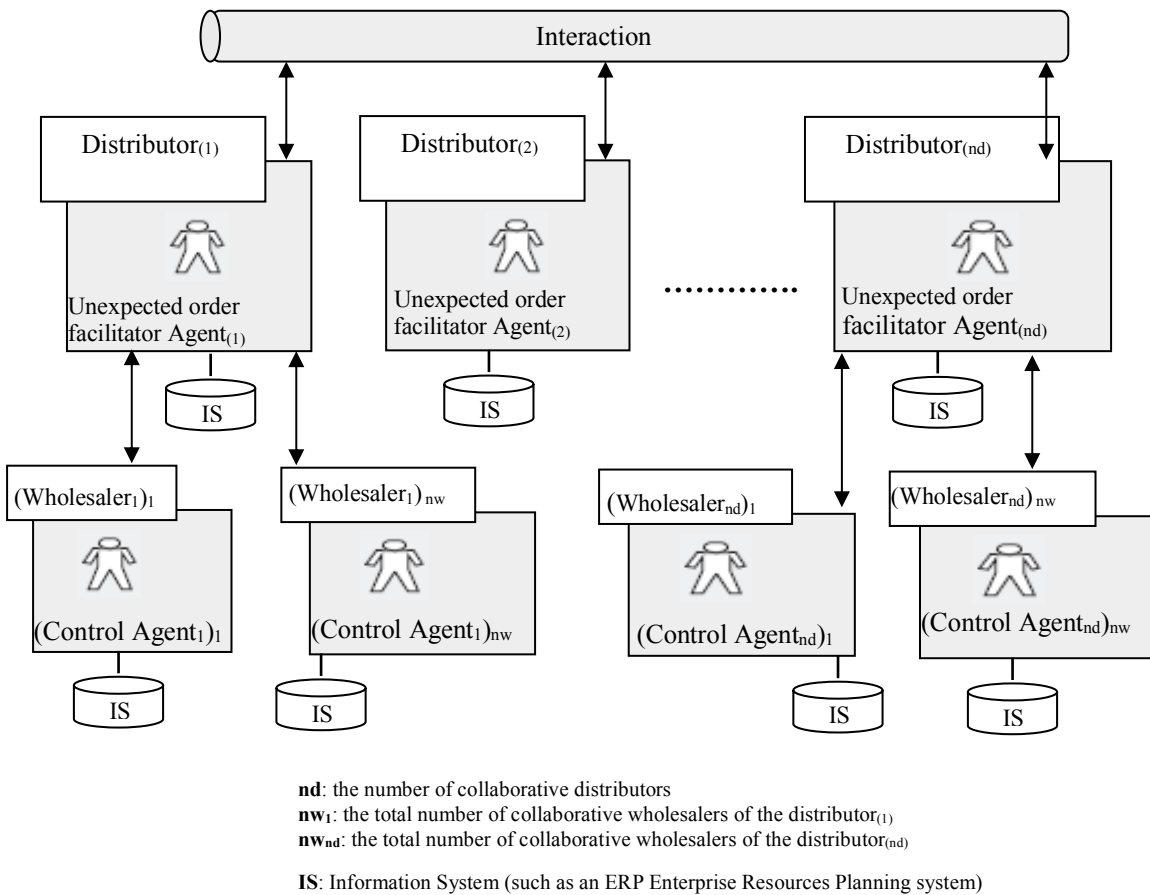 Interaction
Distributor(1)
Distributor(2)
Distributor(nd)
Unexpected order
facilitator Agent(1)
Unexpected order
facilitator Agent(2)
.............
Unexpected order
facilitator Agent(nd)
IS
IS
IS
(Wholesaler1)1
(Wholesaler1) nw
(Wholesalernd)1
(Wholesalernd) nw
(Control Agent1)1
(Control Agent1)nw
(Control Agentnd)1
(Control Agentnd)nw
IS
IS
IS
IS
nd: the number of collaborative distributors
nw1: the total number of collaborative wholesalers of the distributor(1)
nwnd: the total number of collaborative wholesalers of the distributor(nd)
IS: Information System (such as an ERP Enterprise Resources Planning system)